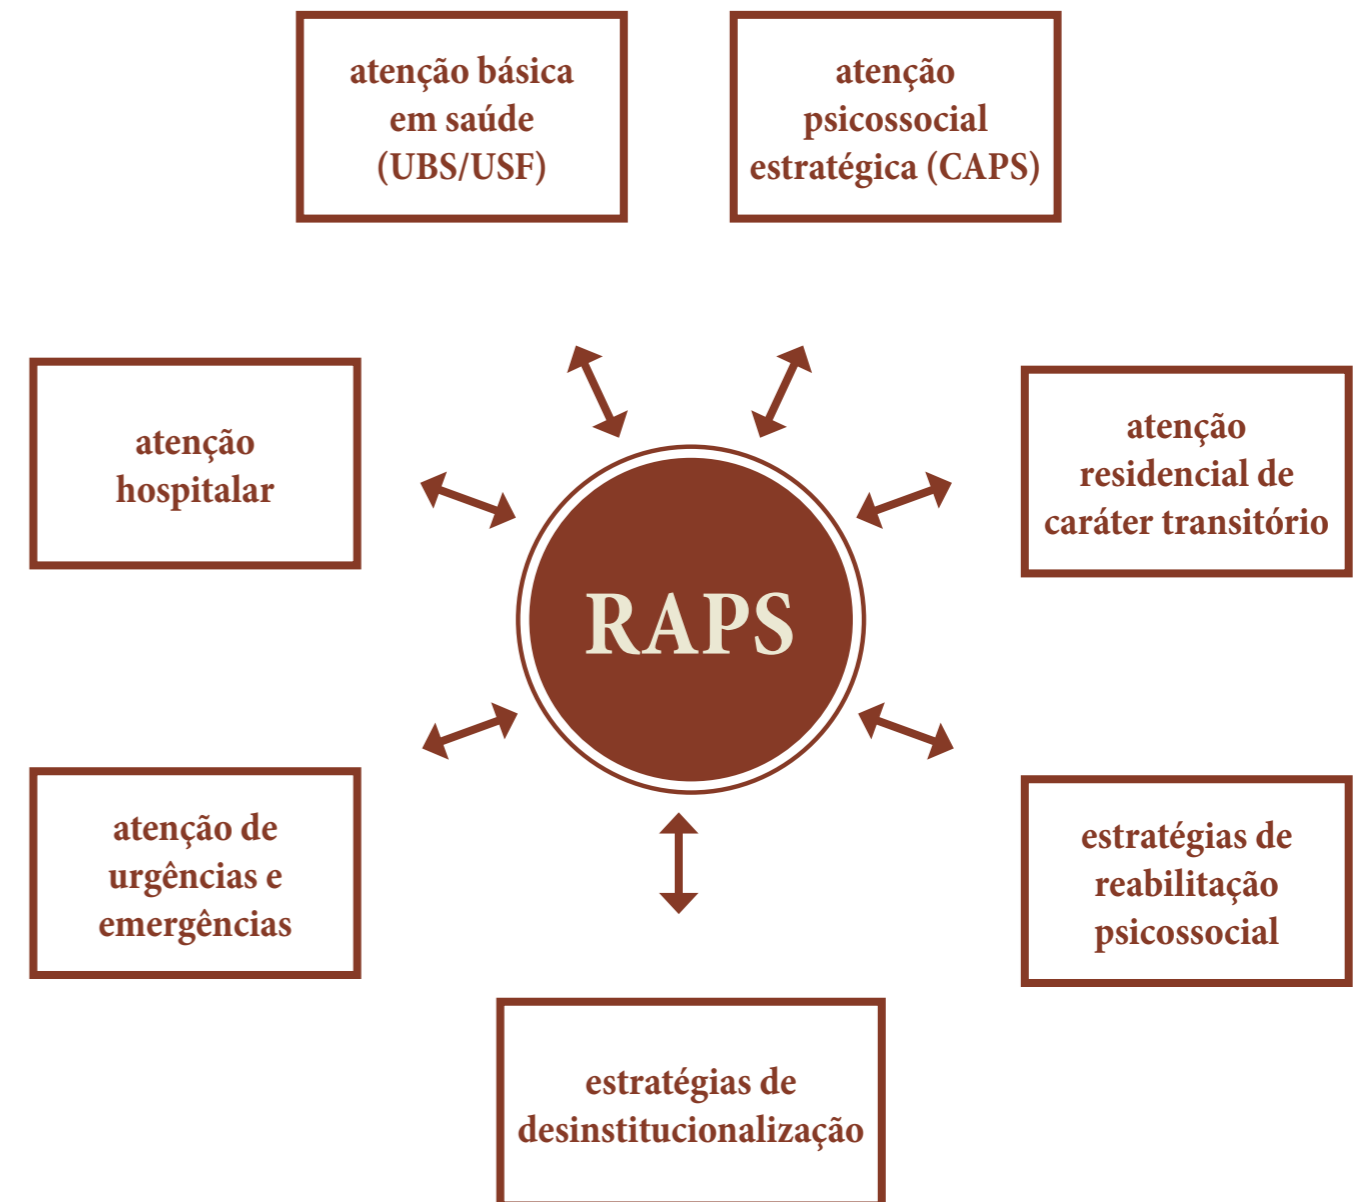 atenção básica
em saúde
(UBS/USF)
atenção
psicossocial
estratégica (CAPS)
atenção
hospitalar
atenção
residencial de
caráter transitório
RAPS
atenção de
urgências e
emergências
estratégias de
reabilitação
psicossocial
estratégias de
desinstitucionalização